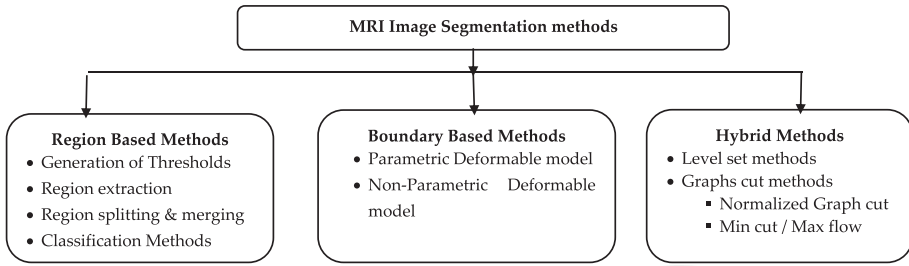 MRI Image Segmentation methods
Region Based Methods
• Generation of Thresholds
• Region extraction
• Region splitting & merging
• Classification Methods
Boundary Based Methods
• Parametric Deformable model
• Non-Parametric Deformable
model
Hybrid Methods
• Level set methods
• Graphs cut methods
▪ Normalized Graph cut
▪ Min cut / Max flow